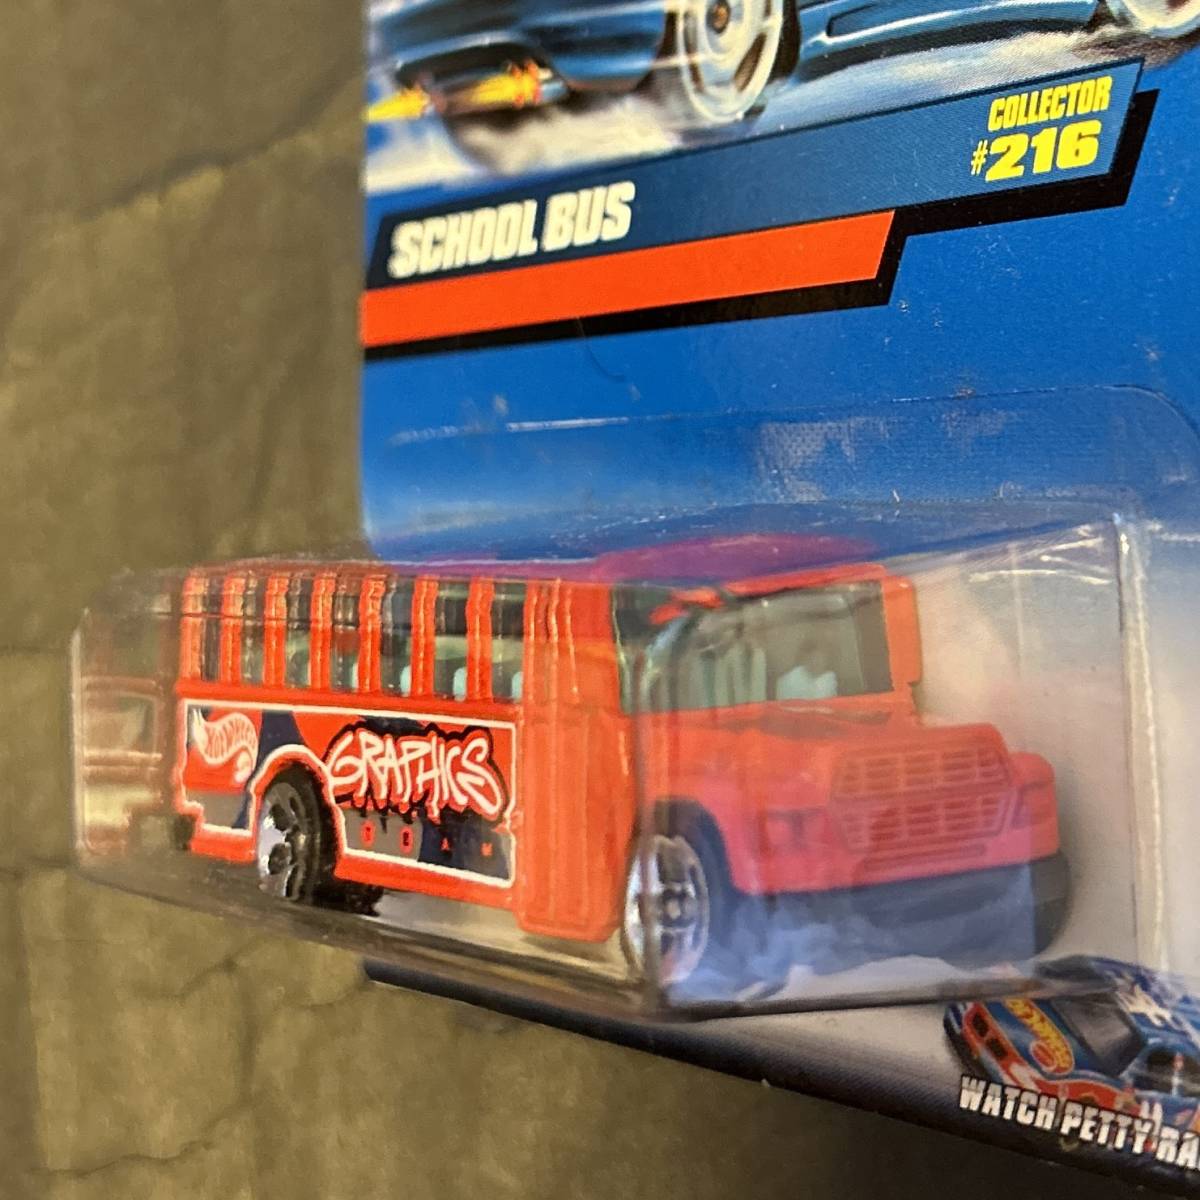 COLLECTOR
#216
SCHOOL BUS
HOT WHEELS
GRAPHICS
TEAM
WATCH PETTY RA